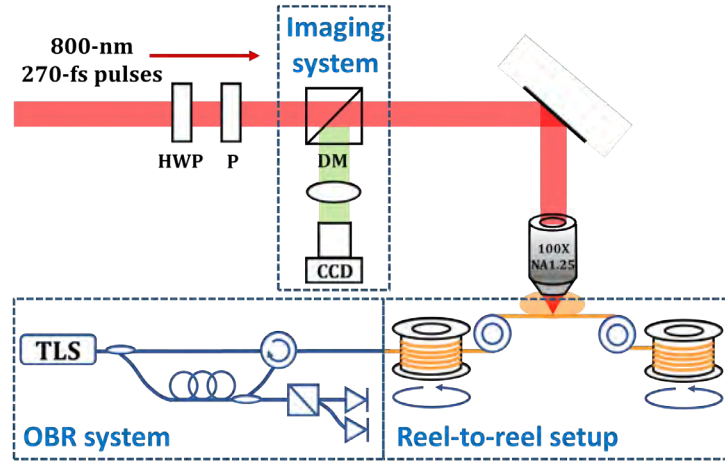 Imaging
system
800-nm
270-fs pulses
HWP
P
DM
CCD
100X
NA1.25
TLS
OBR system
Reel-to-reel setup